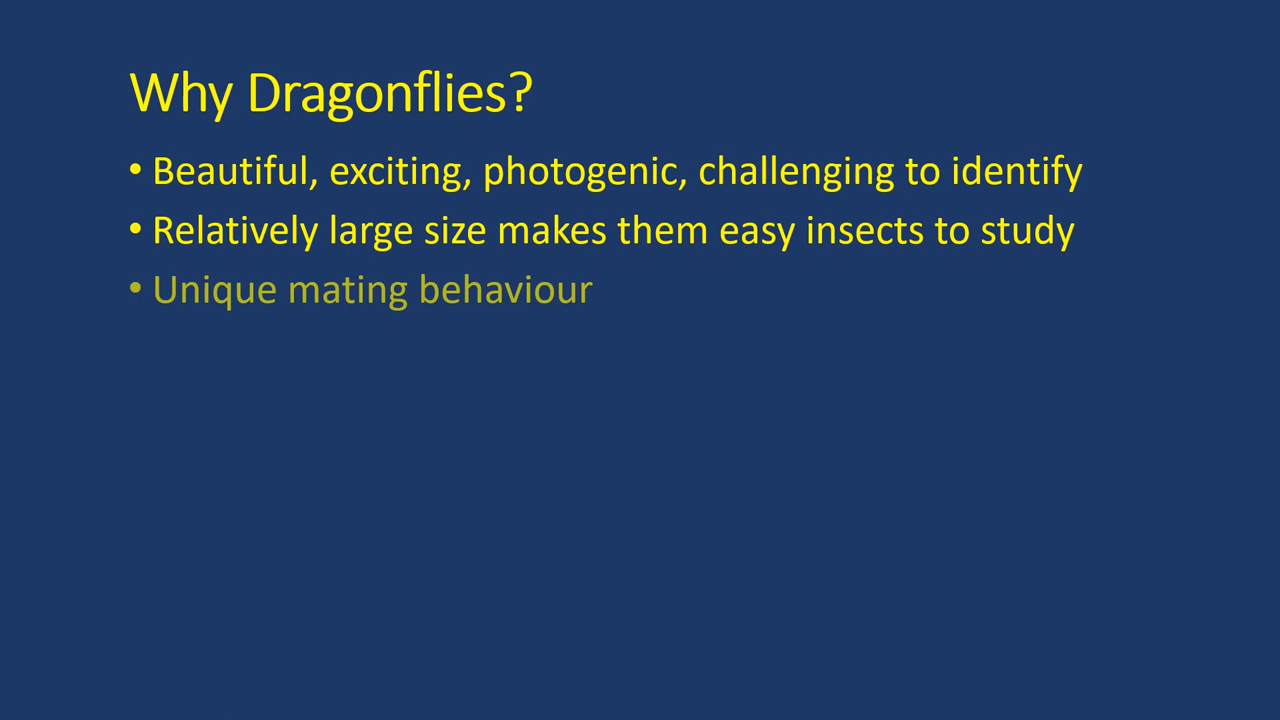 Why Dragonflies?
• Beautiful, exciting, photogenic, challenging to identify
• Relatively large size makes them easy insects to study
• Unique mating behaviour